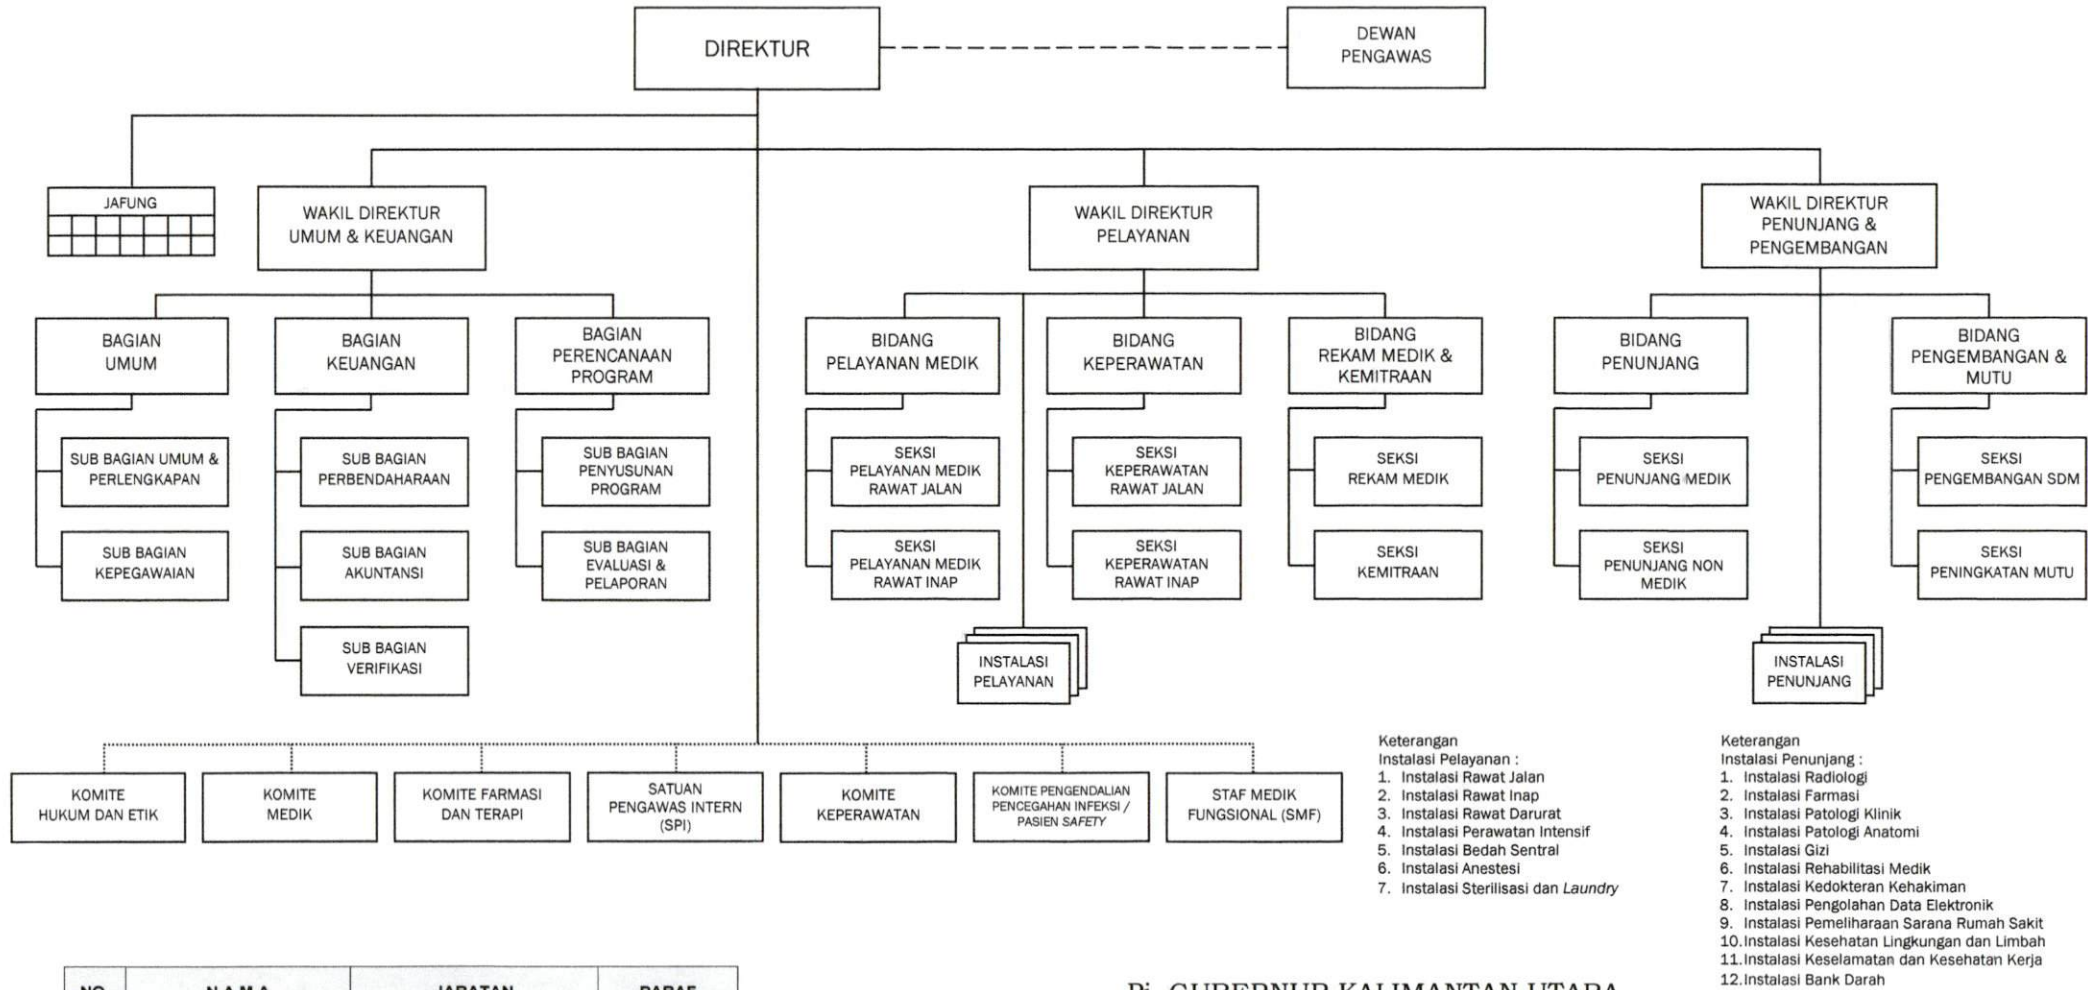 DIREKTUR
DEWAN
PENGAWAS
JAFUNG
WAKIL DIREKTUR
UMUM & KEUANGAN
WAKIL DIREKTUR
PELAYANAN
WAKIL DIREKTUR
PENUNJANG &
PENGEMBANGAN
BAGIAN
UMUM
BAGIAN
KEUANGAN
BAGIAN
PERENCANAAN
PROGRAM
BIDANG
PELAYANAN MEDIK
BIDANG
KEPERAWATAN
BIDANG
REKAM MEDIK &
KEMITRAAN
BIDANG
PENUNJANG
BIDANG
PENGEMBANGAN &
MUTU
SUB BAGIAN UMUM &
PERLENGKAPAN
SUB BAGIAN
PERBENDAHARAAN
SUB BAGIAN
PENYUSUNAN
PROGRAM
SEKSI
PELAYANAN MEDIK
RAWAT JALAN
SEKSI
KEPERAWATAN
RAWAT JALAN
SEKSI
REKAM MEDIK
SEKSI
PENUNJANG MEDIK
SEKSI
PENGEMBANGAN SDM
SUB BAGIAN
KEPEGAWAIAN
SUB BAGIAN
AKUNTANSI
SUB BAGIAN
EVALUASI &
PELAPORAN
SEKSI
PELAYANAN MEDIK
RAWAT INAP
SEKSI
KEPERAWATAN
RAWAT INAP
SEKSI
KEMITRAAN
SEKSI
PENUNJANG NON
MEDIK
SEKSI
PENINGKATAN MUTU
SUB BAGIAN
VERIFIKASI
INSTALASI
PELAYANAN
INSTALASI
PENUNJANG
KOMITE
HUKUM DAN ETIK
KOMITE
MEDIK
KOMITE FARMASI
DAN TERAPI
SATUAN
PENGAWAS INTERN
(SPI)
KOMITE
KEPERAWATAN
KOMITE PENGENDALIAN
PENCEGAHAN INFEKSI /
PASIEN SAFETY
STAF MEDIK
FUNGSIONAL (SMF)
Keterangan
Instalasi Pelayanan :
1. Instalasi Rawat Jalan
2. Instalasi Rawat Inap
3. Instalasi Rawat Darurat
4. Instalasi Perawatan Intensif
5. Instalasi Bedah Sentral
6. Instalasi Anestesi
7. Instalasi Sterilisasi dan Laundry
Keterangan
Instalasi Penunjang :
1. Instalasi Radiologi
2. Instalasi Farmasi
3. Instalasi Patologi Klinik
4. Instalasi Patologi Anatomi
5. Instalasi Gizi
6. Instalasi Rehabilitasi Medik
7. Instalasi Kedokteran Kehakiman
8. Instalasi Pengolahan Data Elektronik
9. Instalasi Pemeliharaan Sarana Rumah Sakit
10. Instalasi Kesehatan Lingkungan dan Limbah
11. Instalasi Keselamatan dan Kesehatan Kerja
12. Instalasi Bank Darah
NO N A M A JABATAN PARAF
Pj. GUBERNUR KALIMANTAN UTARA